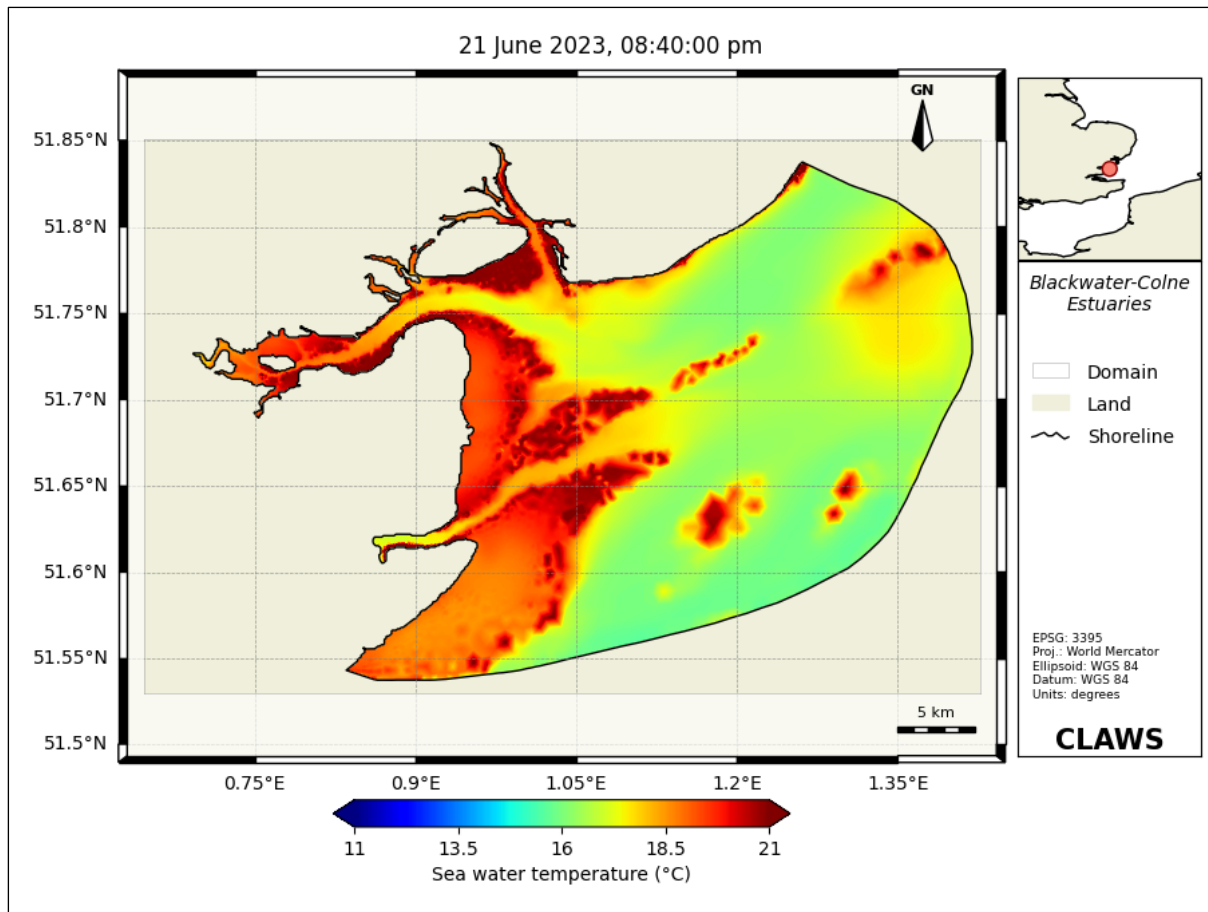 21 June 2023, 08:40:00 pm
GN
51.85°N
51.8°N
51.75°N
51.7°N
51.65°N
51.6°N
51.55°N
51.5°N
5 km
0.75°E
0.9°E
1.05°E
1.2°E
1.35°E
11
13.5
16
18.5
21
Sea water temperature (°C)
Blackwater-Colne
Estuaries
Domain
Land
Shoreline
EPSG: 3395
Proj.: World Mercator
Ellipsoid: WGS 84
Datum: WGS 84
Units: degrees
CLAWS